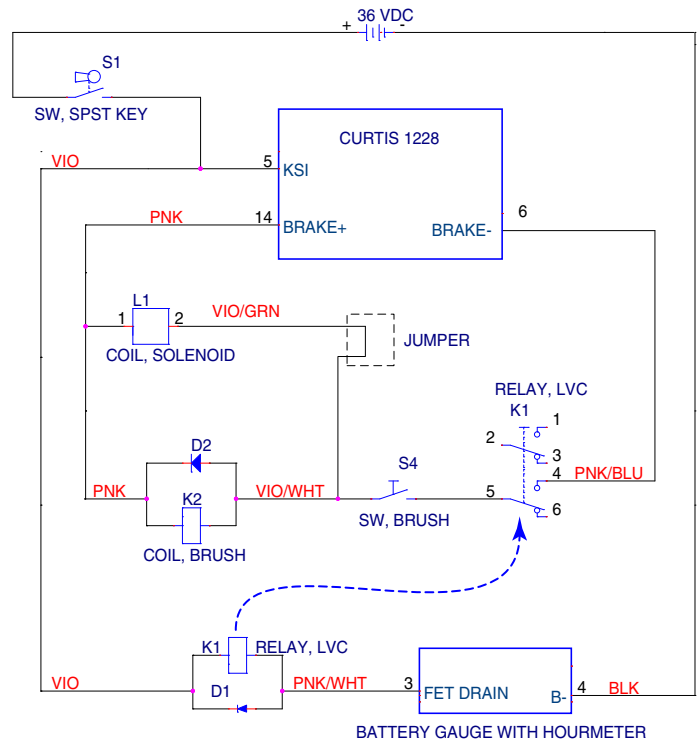 36 VDC
+ -
S1
SW, SPST KEY
CURTIS 1228
VIO 5 KSI
6
PNK 14 BRAKE+ BRAKE-
L1
VIO/GRN
1 2
JUMPER
COIL, SOLENOID
RELAY, LVC
K1
1
2
3
D2
S4
4 PNK/BLU
PNK K2 VIO/WHT 5
6
SW, BRUSH
COIL, BRUSH
K1 RELAY, LVC
VIO D1 PNK/WHT 3 FET DRAIN B- 4 BLK
BATTERY GAUGE WITH HOURMETER